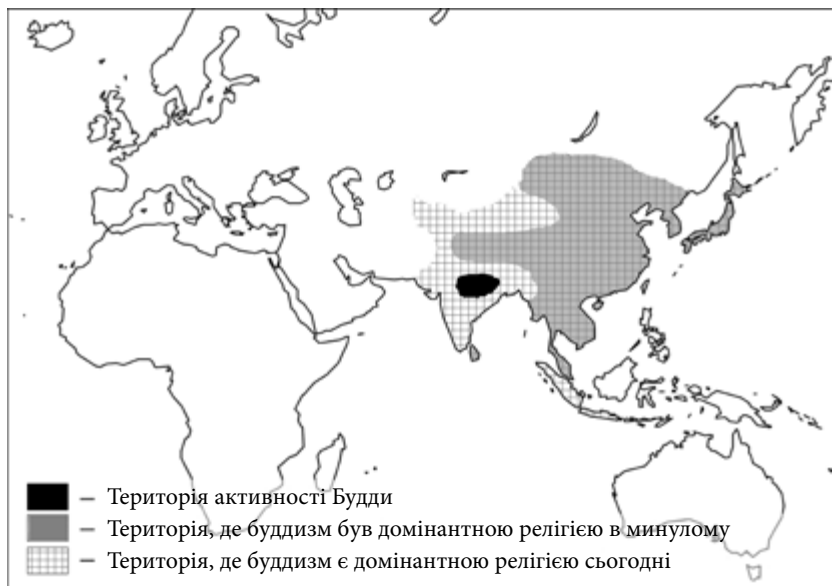 – Територія активності Будди
– Територія, де буддизм був домінантною релігією в минулому
– Територія, де буддизм є домінантною релігією сьогодні